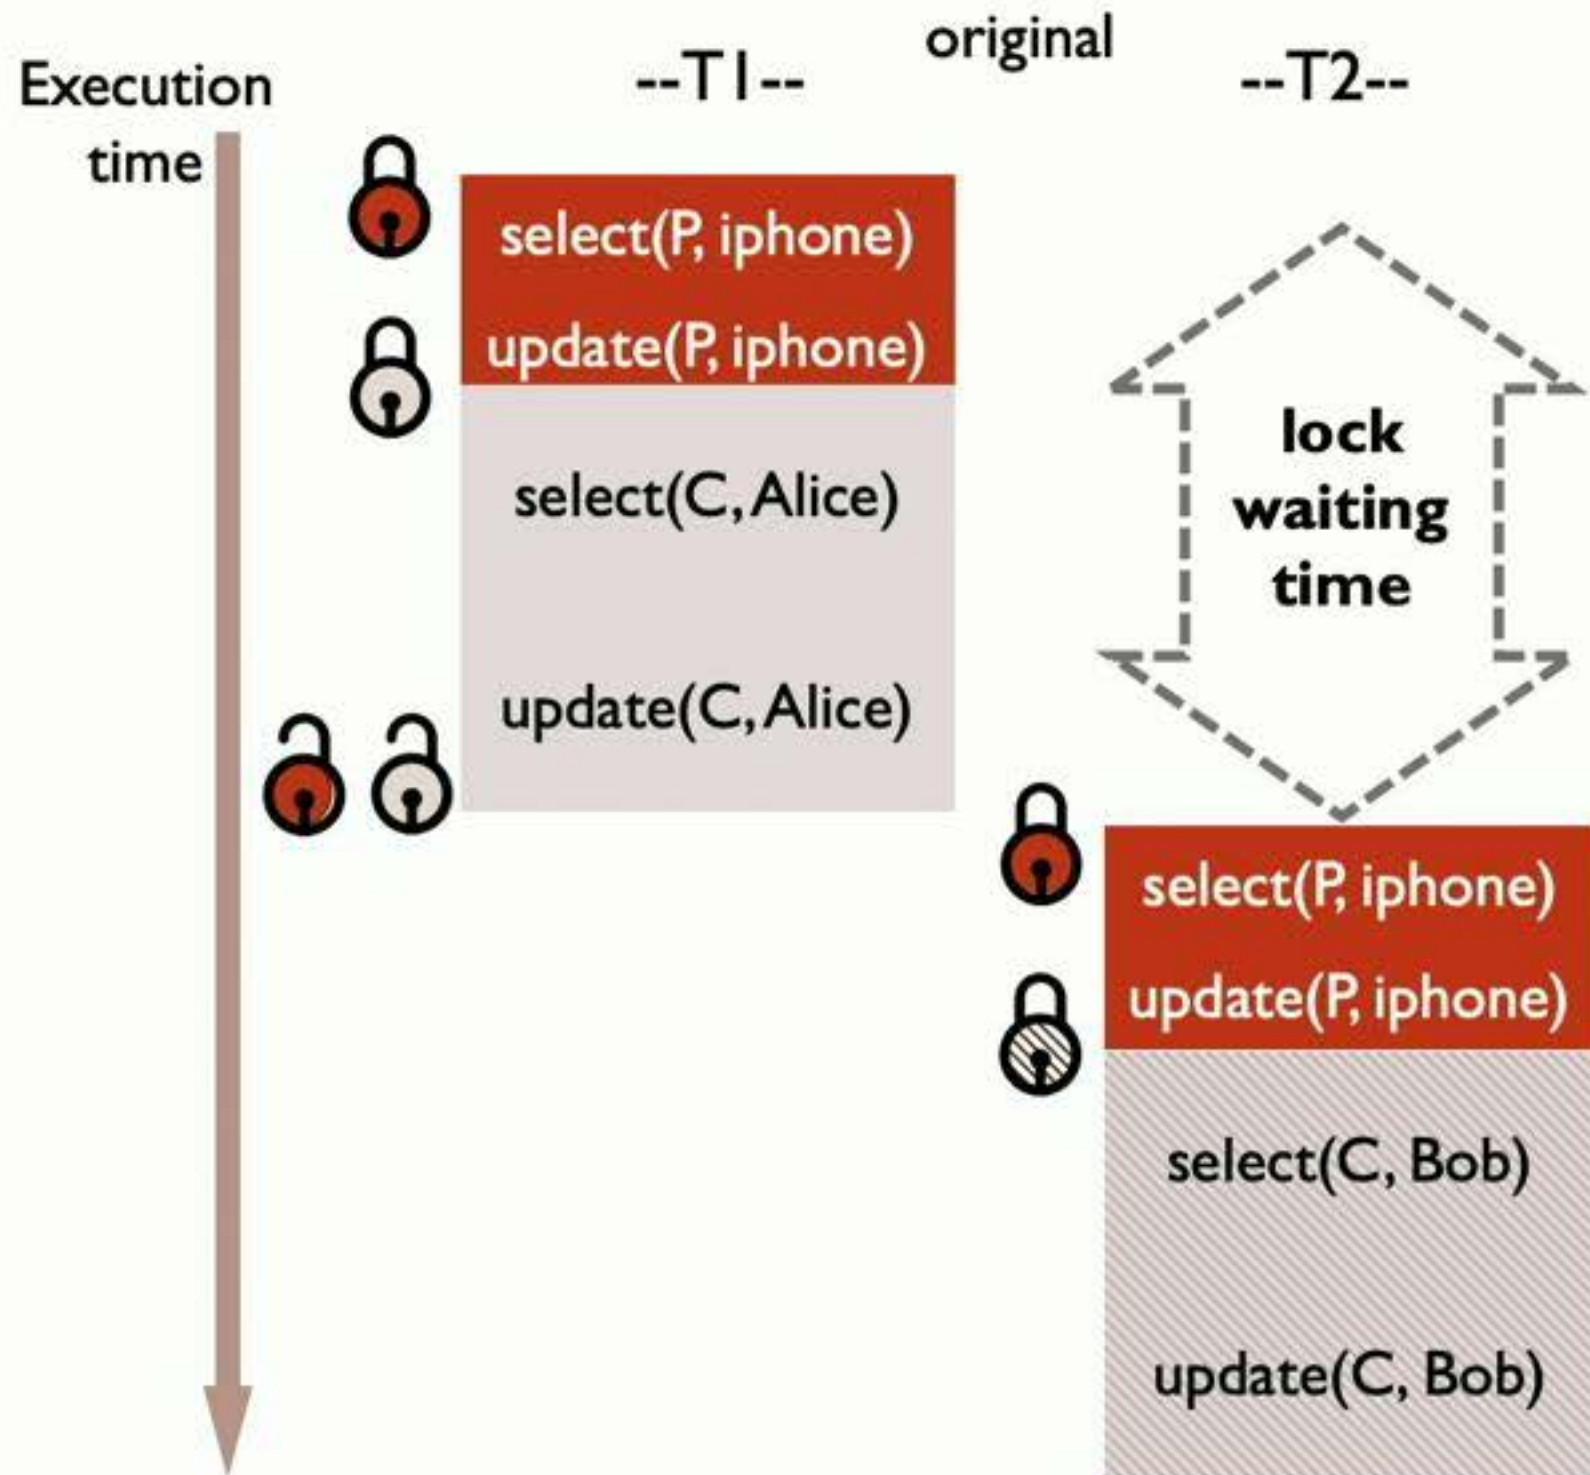 original
Execution
time
--T1--
--T2--
select(P, iphone)
update(P, iphone)
select(C, Alice)
update(C, Alice)
lock
waiting
time
select(P, iphone)
update(P, iphone)
select(C, Bob)
update(C, Bob)